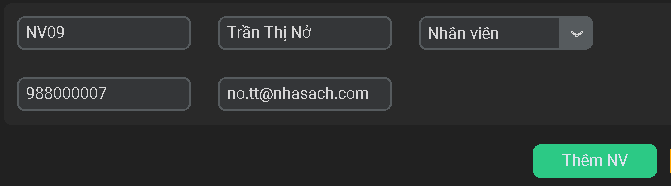 NV09 Trần Thị Nở Nhân viên
988000007 no.tt@nhasach.com
Thêm NV